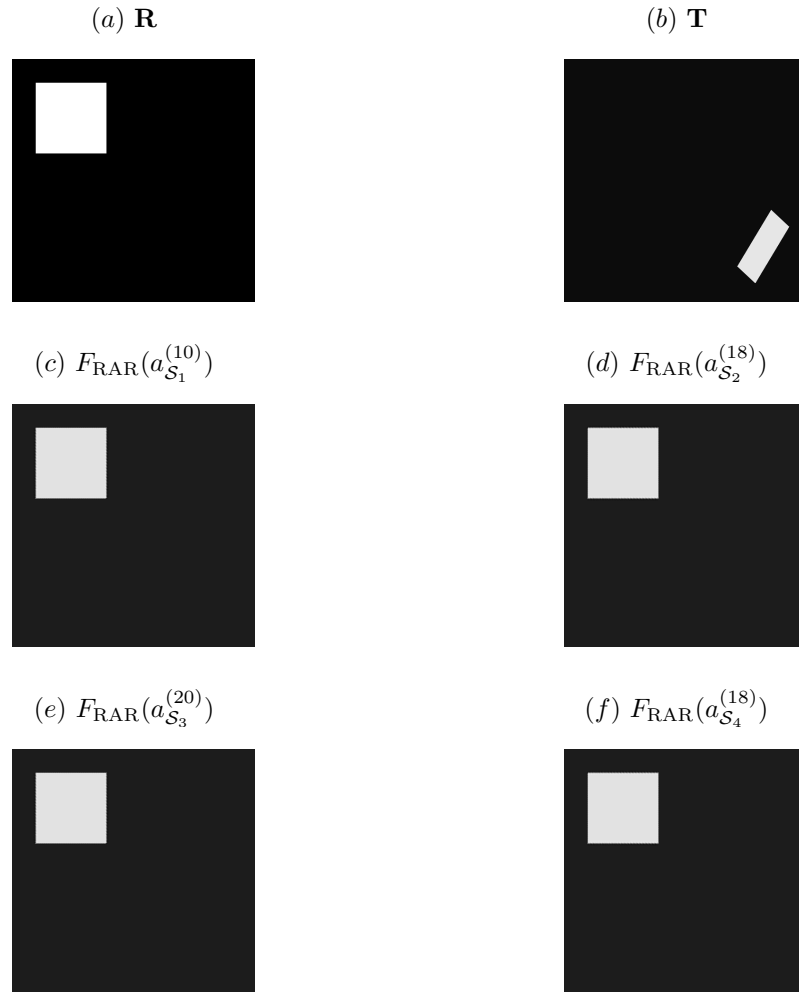 (a) R
(b) T
(c) F_RAR(a_{S_1}^{(10)})
(d) F_RAR(a_{S_2}^{(18)})
(e) F_RAR(a_{S_3}^{(20)})
(f) F_RAR(a_{S_4}^{(18)})